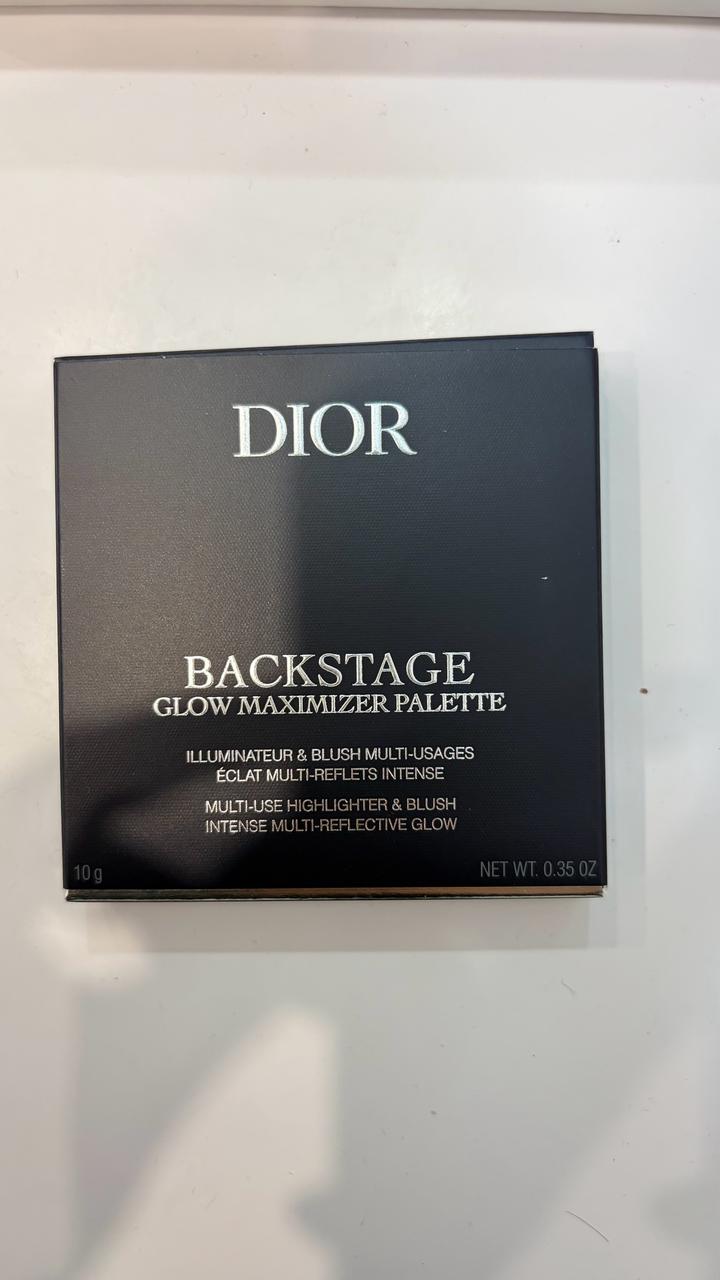 DIOR
BACKSTAGE
GLOW MAXIMIZER PALETTE
ILLUMINATEUR & BLUSH MULTI-USAGES
ÉCLAT MULTI-REFLETS INTENSE
MULTI-USE HIGHLIGHTER & BLUSH
INTENSE MULTI-REFLECTIVE GLOW
10 g
NET WT. 0.35 OZ